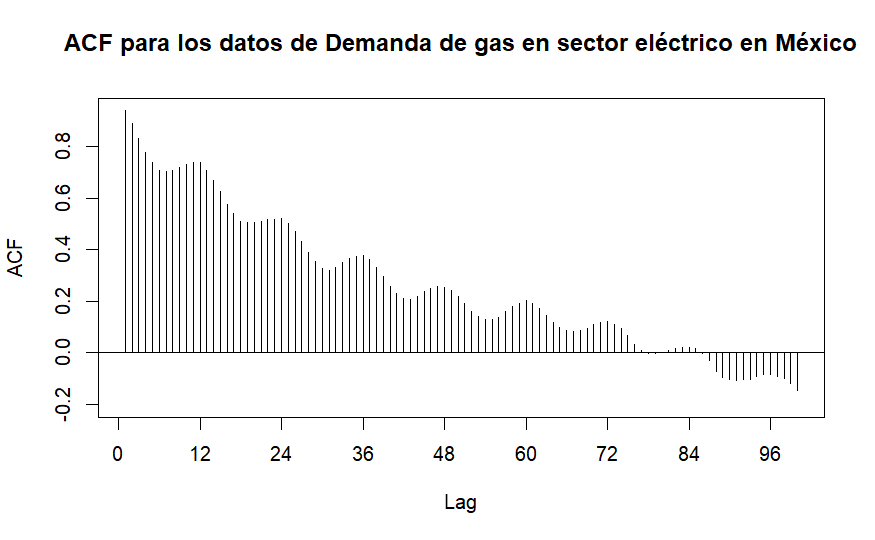 ACF para los datos de Demanda de gas en sector eléctrico en México
ACF
0.8
0.6
0.4
0.2
0.0
-0.2
0 12 24 36 48 60 72 84 96
Lag